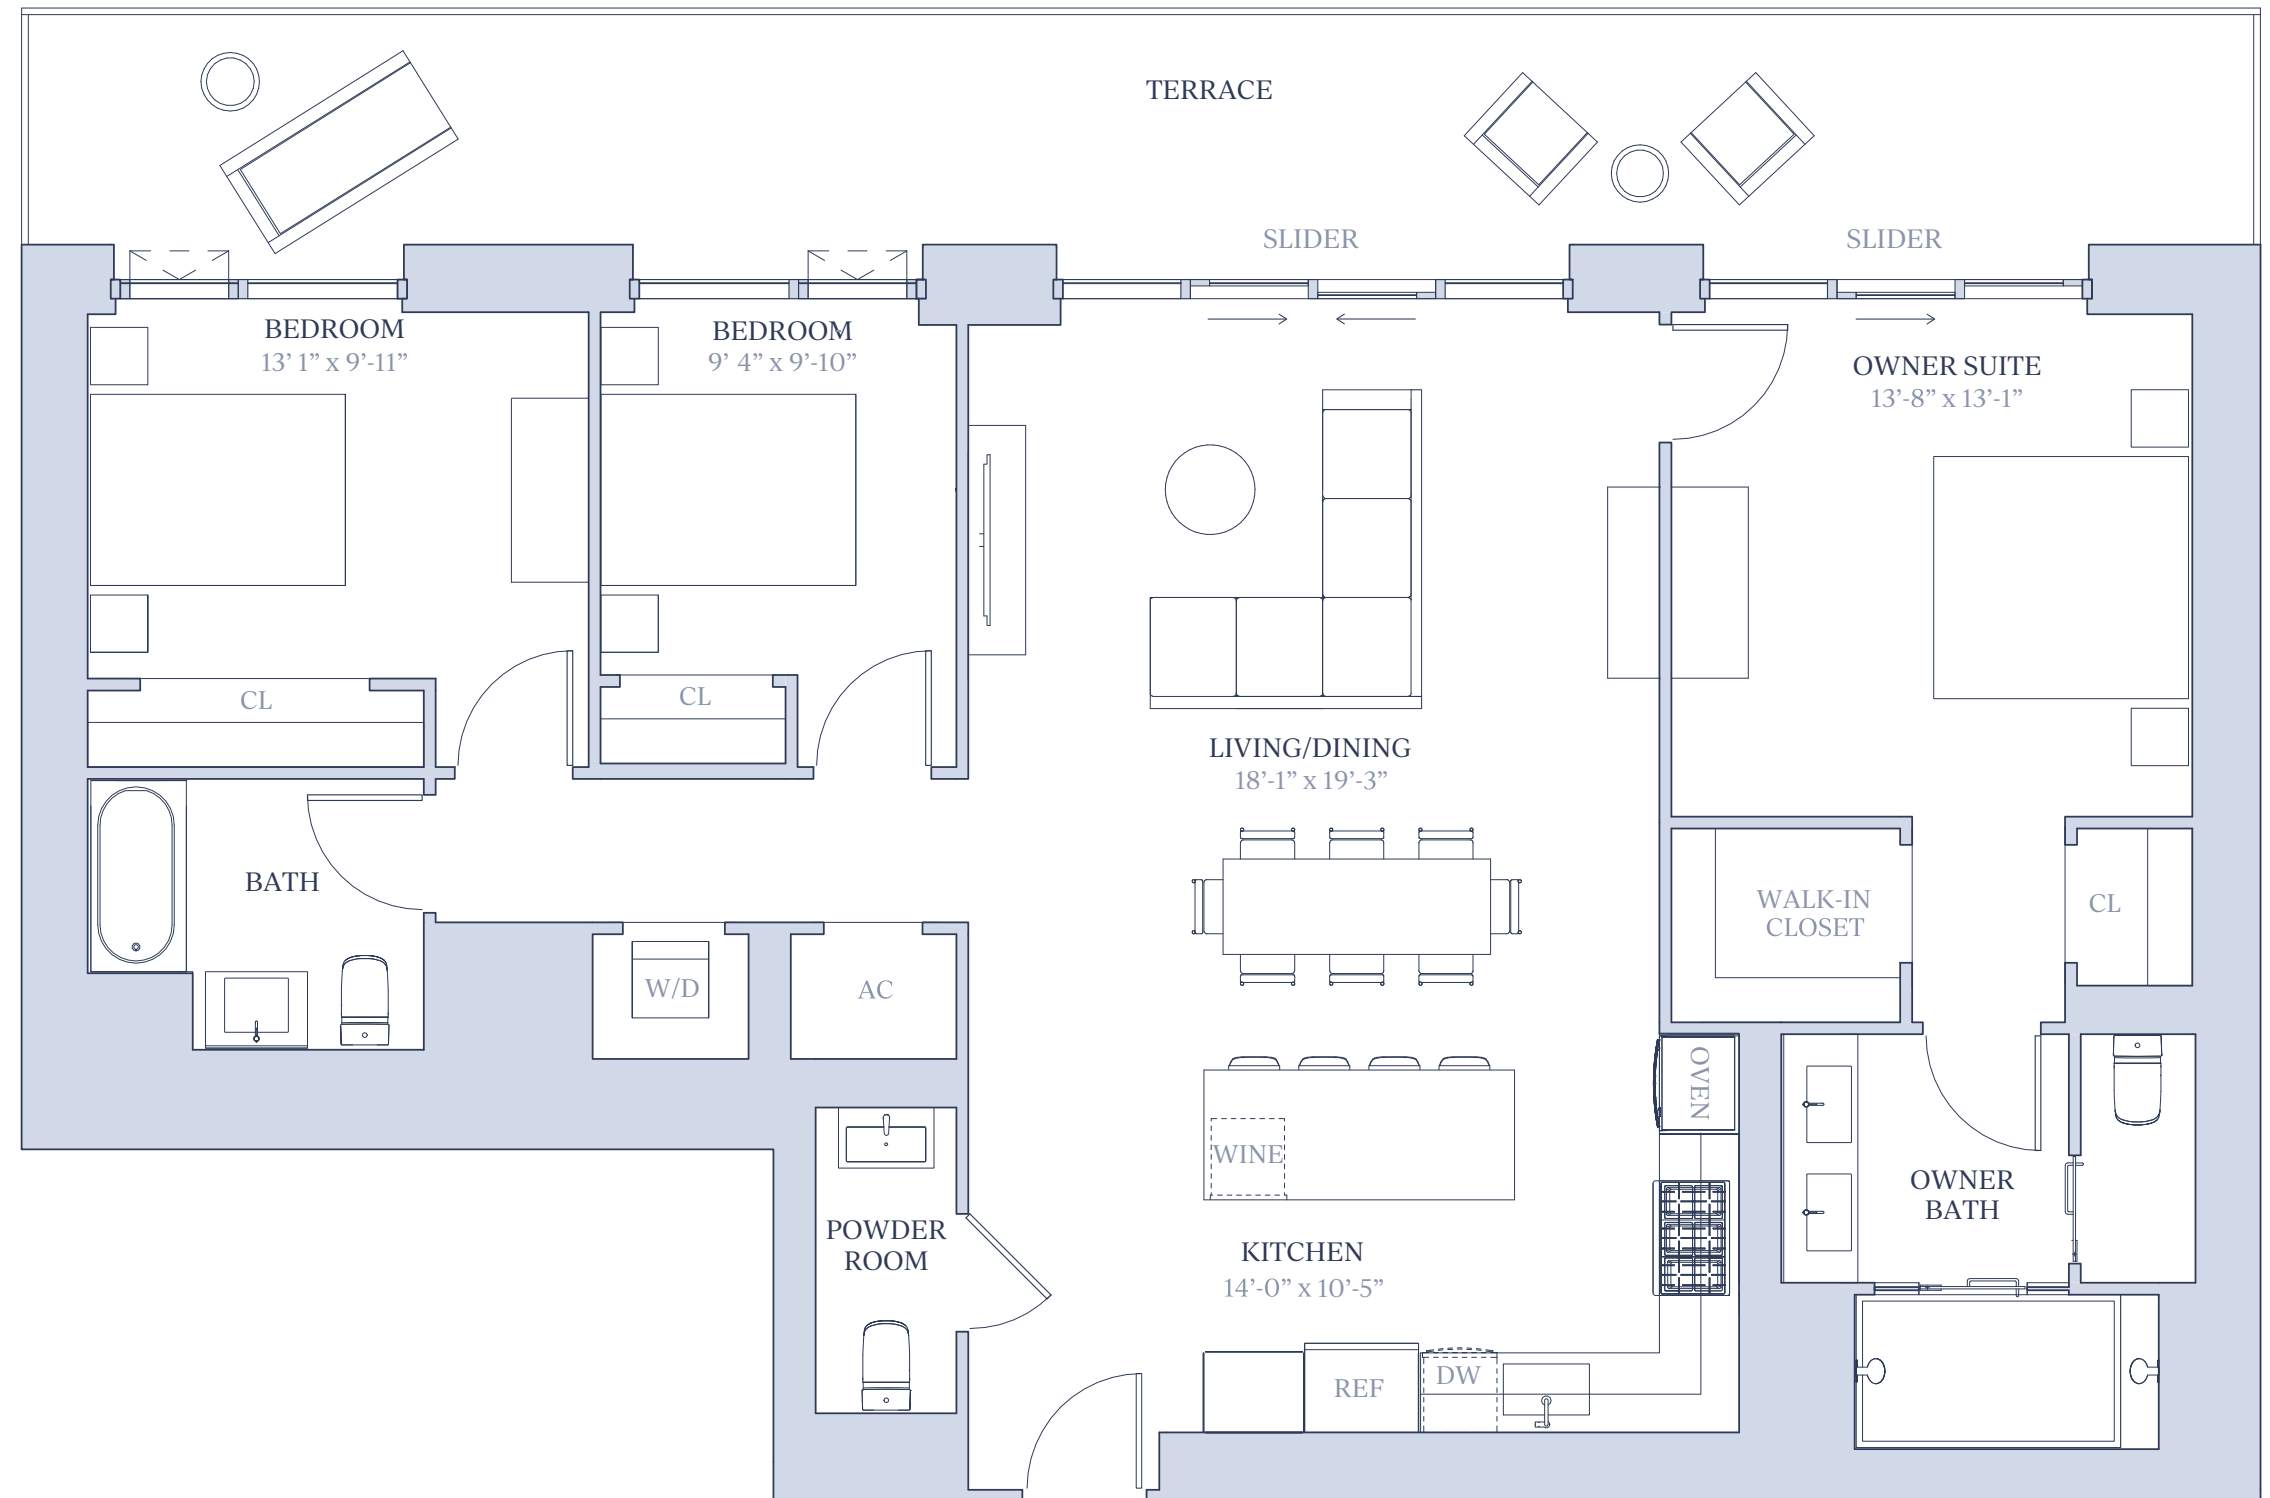 TERRACE
SLIDER
SLIDER
BEDROOM
13’ 1” x 9’-11”
BEDROOM
9’ 4” x 9’-10”
OWNER SUITE
13’-8” x 13’-1”
CL
CL
LIVING/DINING
18’-1” x 19’-3”
BATH
WALK-IN
CLOSET
CL
W/D
AC
OVEN
WINE
POWDER
ROOM
KITCHEN
14’-0” x 10’-5”
OWNER
BATH
REF
DW